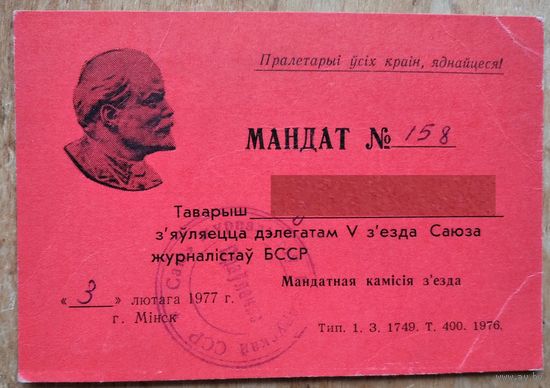 Пралетарыі ўсіх краін, яднайцеся!
МАНДАТ № 158
Таварыш
з'яўляецца дэлегатам V з'езда Саюза
журналістаў БССР
Мандатная камісія з'езда
« 3 » лютага 1977 г.
г. Мінск
Тип. 1. З. 1749. Т. 400. 1976.